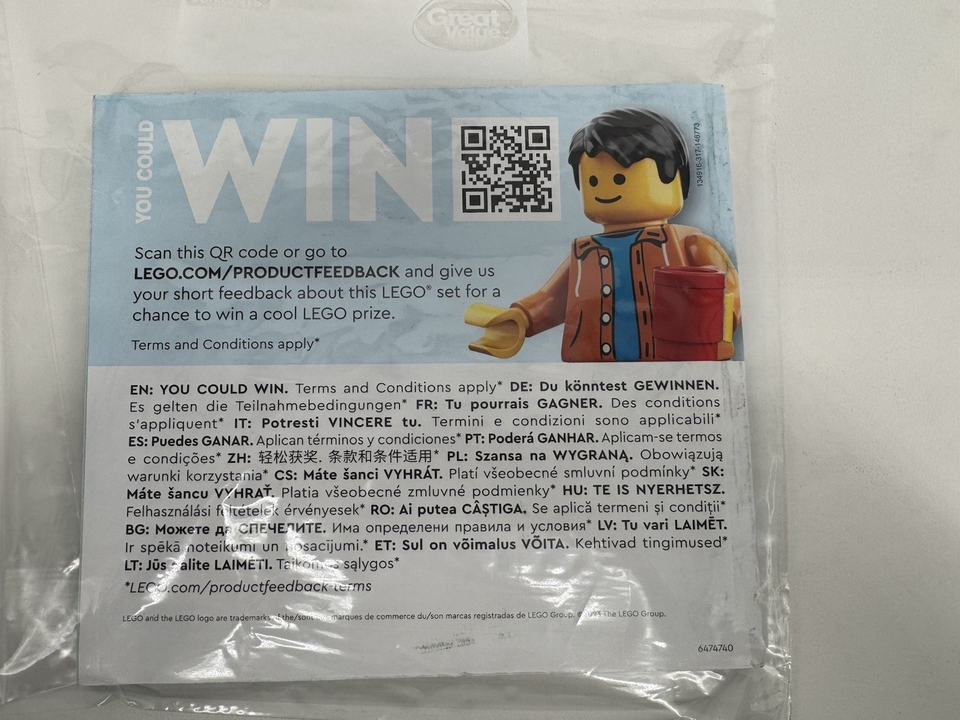 Great
Value
YOU COULD
WIN
134916-317-146773
Scan this QR code or go to
LEGO.COM/PRODUCTFEEDBACK and give us
your short feedback about this LEGO® set for a
chance to win a cool LEGO prize.
Terms and Conditions apply*
EN: YOU COULD WIN. Terms and Conditions apply* DE: Du könntest GEWINNEN.
Es gelten die Teilnahmebedingungen* FR: Tu pourrais GAGNER. Des conditions
s'appliquent* IT: Potresti VINCERE tu. Termini e condizioni sono applicabili*
ES: Puedes GANAR. Aplican términos y condiciones* PT: Poderá GANHAR. Aplicam-se termos
e condições* ZH: 轻松获奖. 条款和条件适用* PL: Szansa na WYGRANĄ. Obowiązują
warunki korzystania* CS: Máte šanci VYHRÁT. Platí všeobecné smluvní podmínky* SK:
Máte šancu VYHRAŤ. Platia všeobecné zmluvné podmienky* HU: TE IS NYERHETSZ.
Felhasználási feltételek érvényesek* RO: Ai putea CÂȘTIGA. Se aplică termeni și condiții*
BG: Можете да СПЕЧЕЛИТЕ. Има определени правила и условия* LV: Tu vari LAIMĒT.
Ir spēkā noteikumi un nosacījumi.* ET: Sul on võimalus VÕITA. Kehtivad tingimused*
LT: Jūs galite LAIMĖTI. Taikomos sąlygos*
*LEGO.com/productfeedback-terms
LEGO and the LEGO logo are trademarks of the/sont des marques de commerce du/son marcas registradas de LEGO Group. The LEGO Group.
6474740